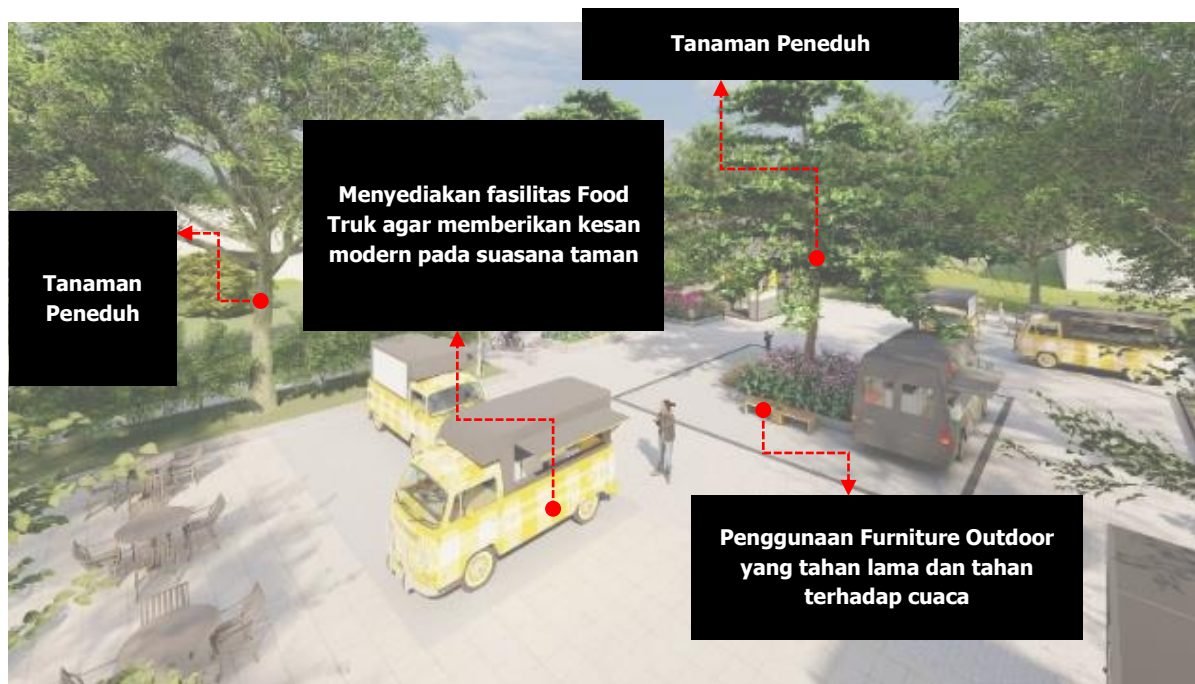 Tanaman Peneduh
Menyediakan fasilitas Food
Truk agar memberikan kesan
modern pada suasana taman
Tanaman
Peneduh
Penggunaan Furniture Outdoor
yang tahan lama dan tahan
terhadap cuaca